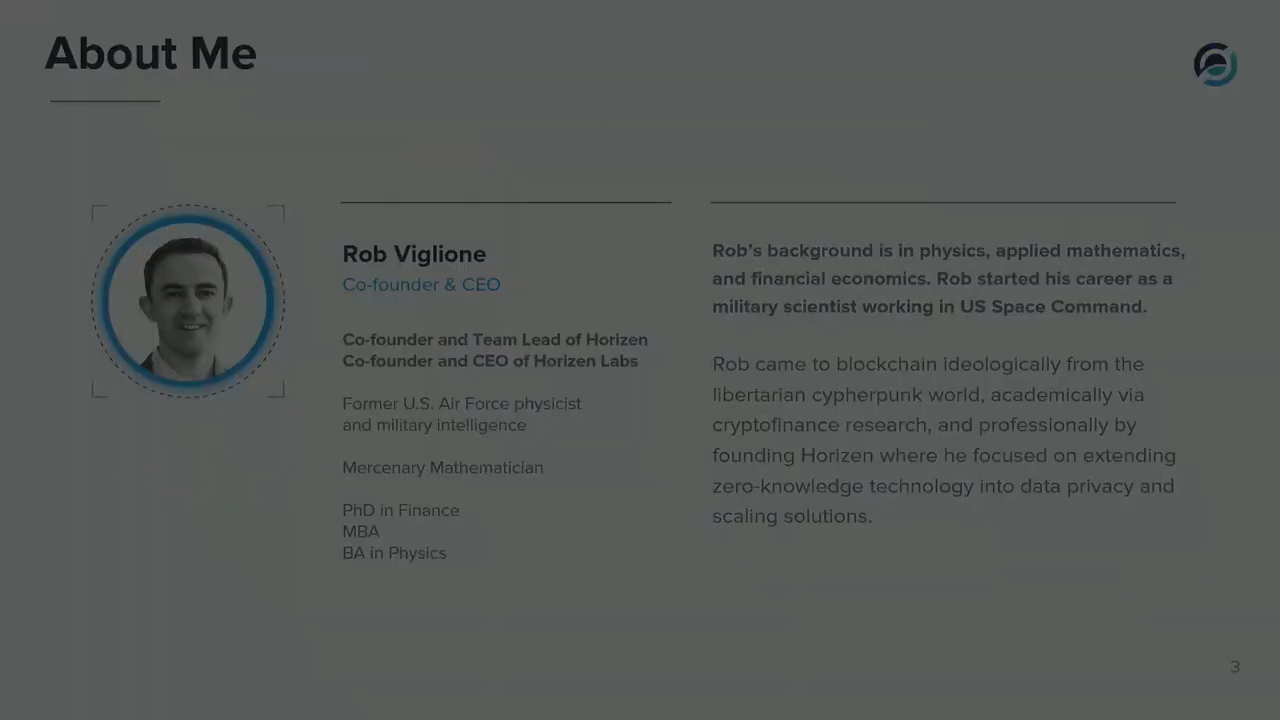 About Me
Rob Viglione
Co-founder & CEO
Co-founder and Team Lead of Horizen
Co-founder and CEO of Horizen Labs
Former U.S. Air Force physicist
and military intelligence
Mercenary Mathematician
PhD in Finance
MBA
BA in Physics
Rob’s background is in physics, applied mathematics,
and financial economics. Rob started his career as a
military scientist working in US Space Command.
Rob came to blockchain ideologically from the
libertarian cypherpunk world, academically via
cryptofinance research, and professionally by
founding Horizen where he focused on extending
zero-knowledge technology into data privacy and
scaling solutions.
3